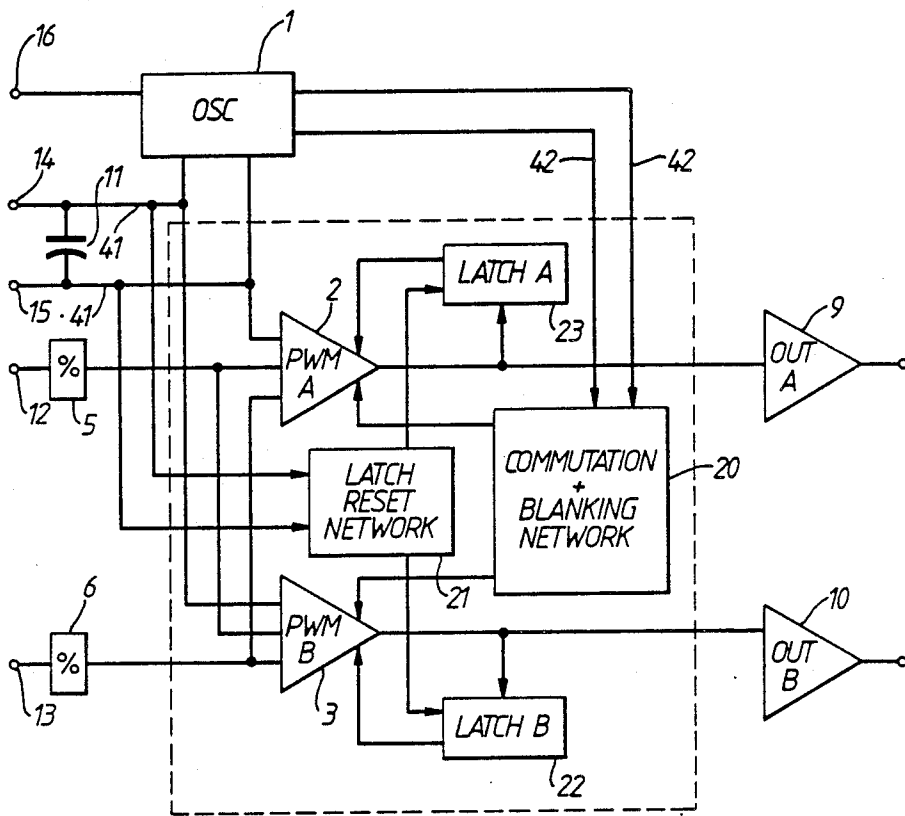 16
1
OSC
14
11
41
42
42
15
41
2
LATCH A
23
9
PWM
A
OUT
A
%
12
5
LATCH
RESET
NETWORK
21
COMMUTATION
+
BLANKING
NETWORK
20
6
%
13
PWM
B
3
10
OUT
B
LATCH B
22